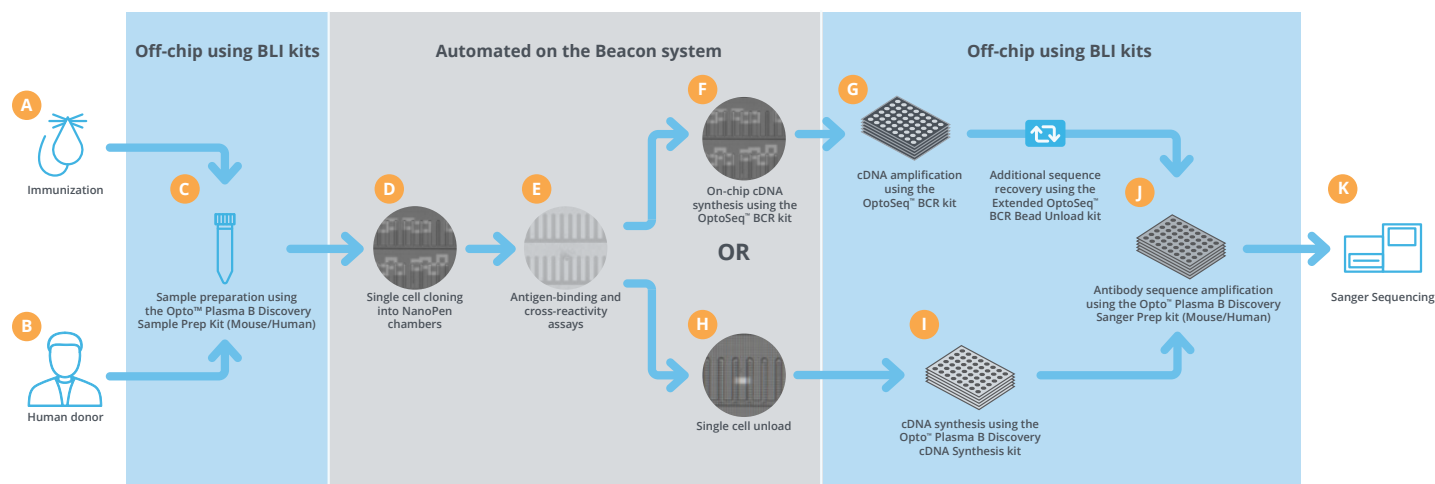 Off-chip using BLI kits
Automated on the Beacon system
Off-chip using BLI kits
A
Immunization
B
Human donor
C
Sample preparation using
the Opto™ Plasma B Discovery
Sample Prep Kit (Mouse/Human)
D
Single cell cloning
into NanoPen
chambers
E
Antigen-binding and
cross-reactivity
assays
F
On-chip cDNA
synthesis using the
OptoSeq™ BCR kit
OR
H
Single cell unload
G
cDNA amplification
using the
OptoSeq™ BCR kit
Additional sequence
recovery using the
Extended OptoSeq™
BCR Bead Unload kit
I
cDNA synthesis using the
Opto™ Plasma B Discovery
cDNA Synthesis kit
J
Antibody sequence amplification
using the Opto™ Plasma B Discovery
Sanger Prep kit (Mouse/Human)
K
Sanger Sequencing